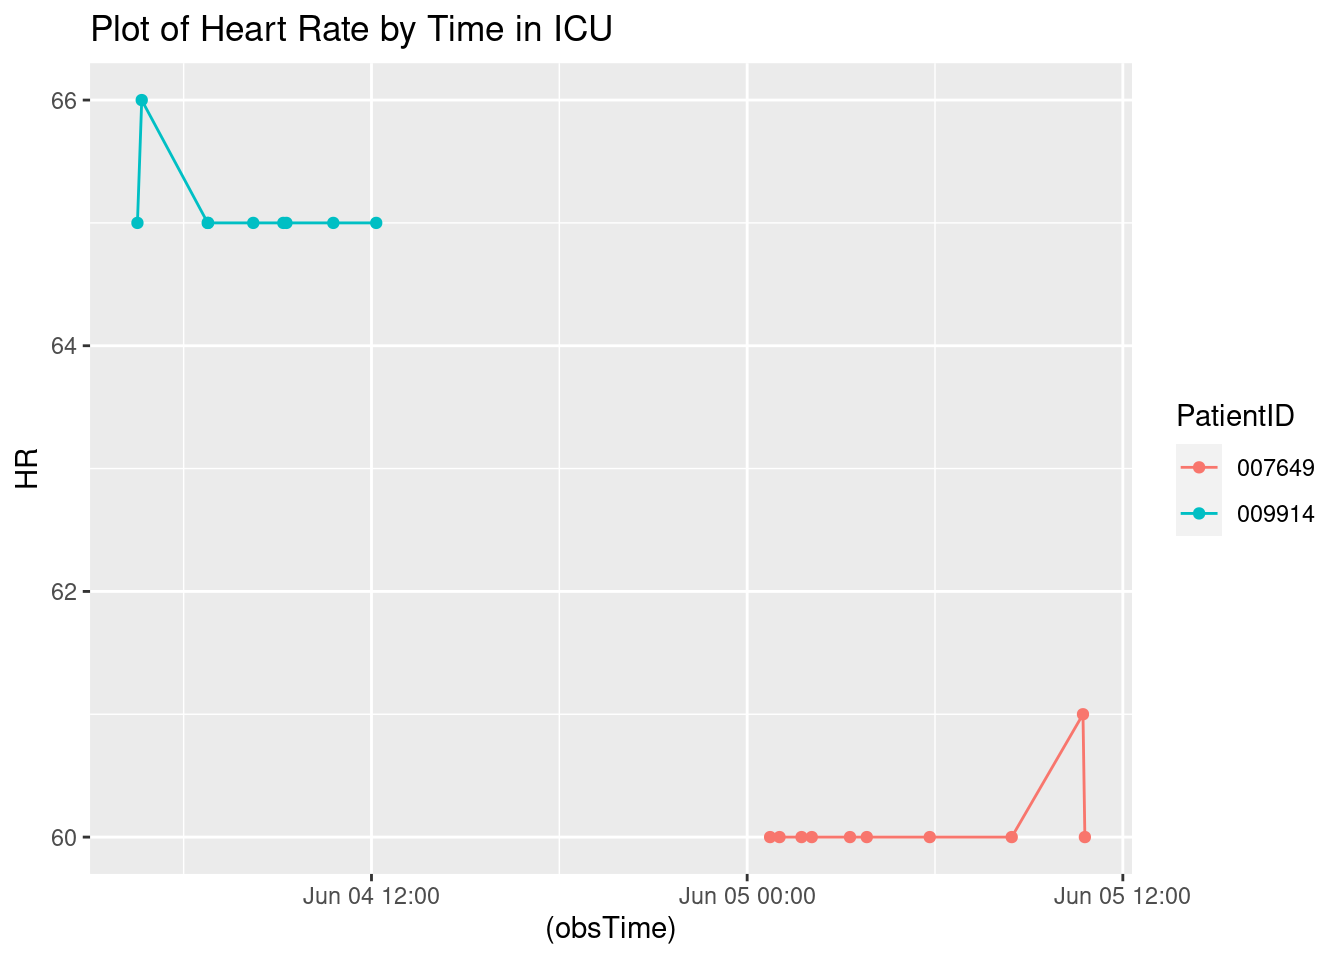 Plot of Heart Rate by Time in ICU
66
64
62
60
HR
Jun 04 12:00
Jun 05 00:00
Jun 05 12:00
(obsTime)
PatientID
007649
009914